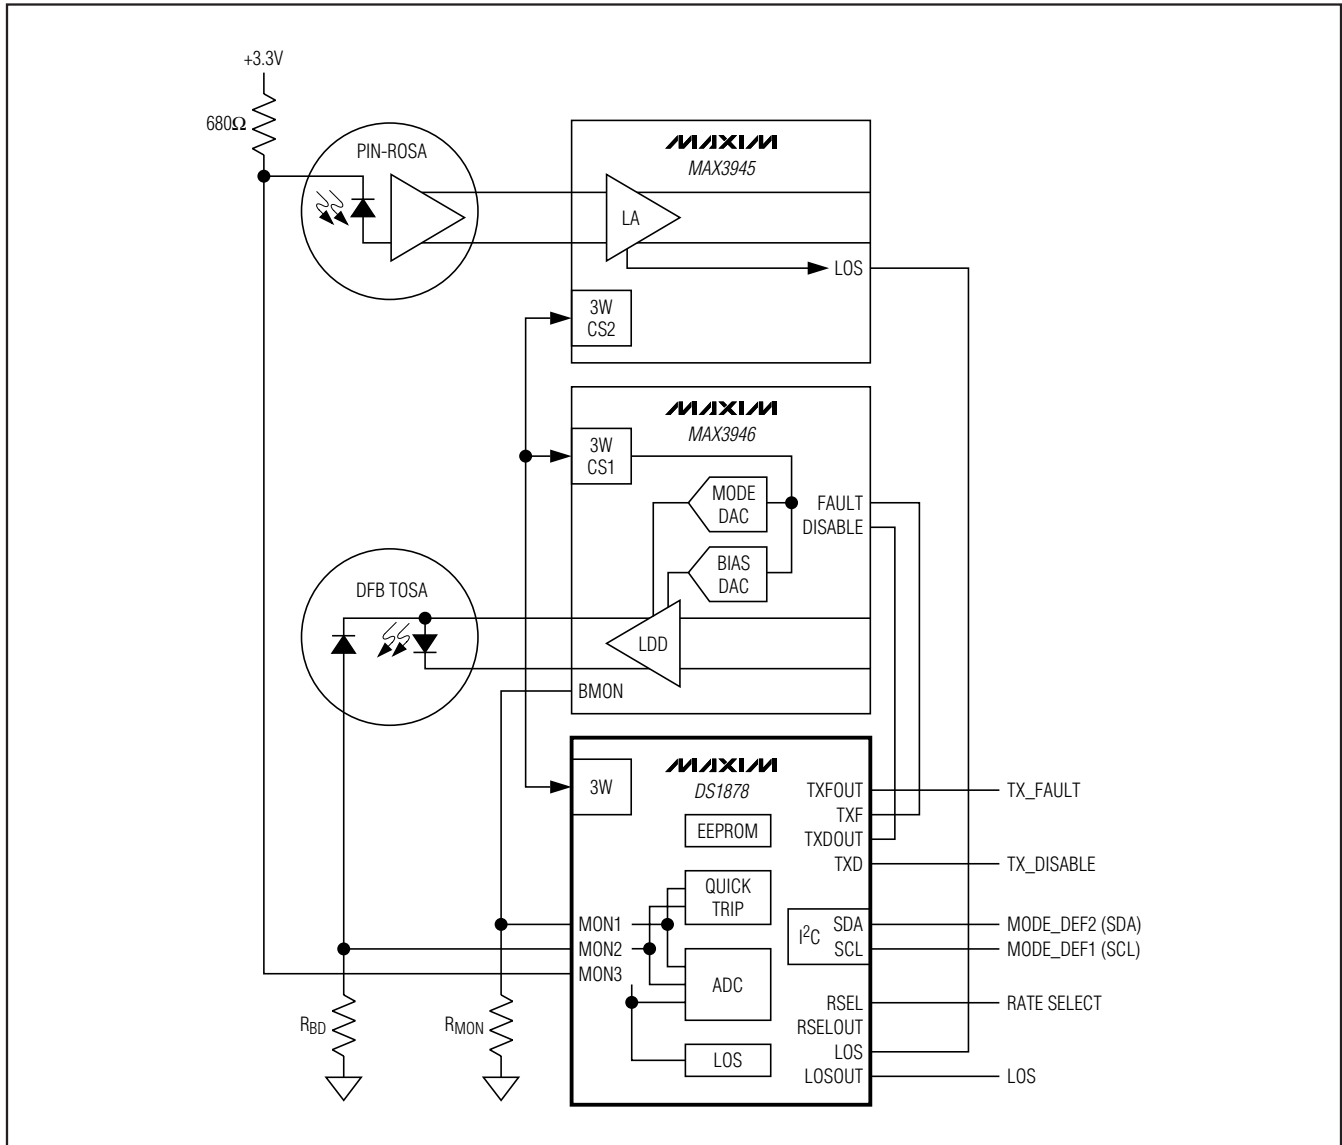 +3.3V
680Ω
PIN-ROSA
MAXIM
MAX3945
LA
LOS
3W
CS2
MAXIM
MAX3946
3W
CS1
MODE
DAC
FAULT
DISABLE
BIAS
DAC
DFB TOSA
LDD
BMON
MAXIM
DS1878
3W
EEPROM
QUICK
TRIP
ADC
LOS
MON1
MON2
MON3
TXFOUT
TXF
TXDOUT
TXD
I²C
SDA
SCL
RSEL
RSELOUT
LOS
LOSOUT
TX_FAULT
TX_DISABLE
MODE_DEF2 (SDA)
MODE_DEF1 (SCL)
RATE SELECT
LOS
RBD
RMON